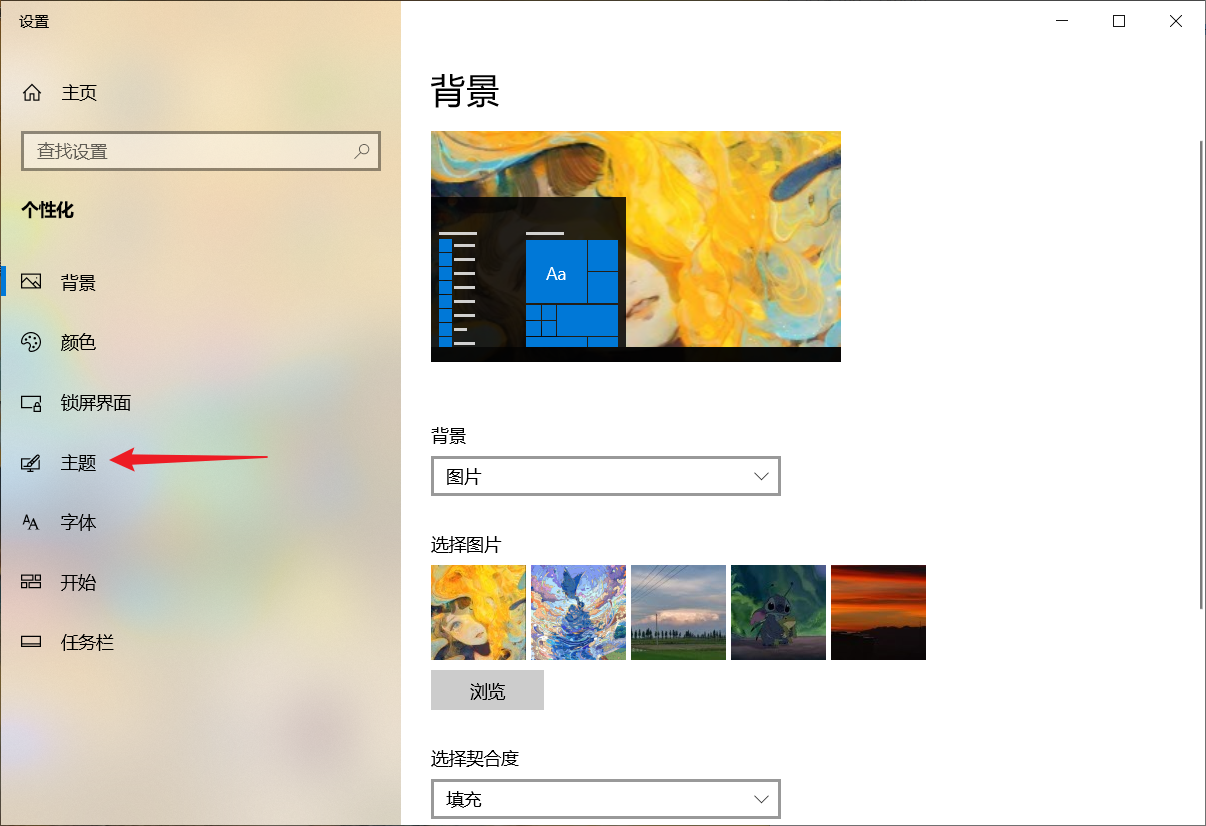 设置
主页
查找设置
个性化
背景
颜色
锁屏界面
主题
字体
开始
任务栏
背景
Aa
背景
图片
选择图片
浏览
选择契合度
填充